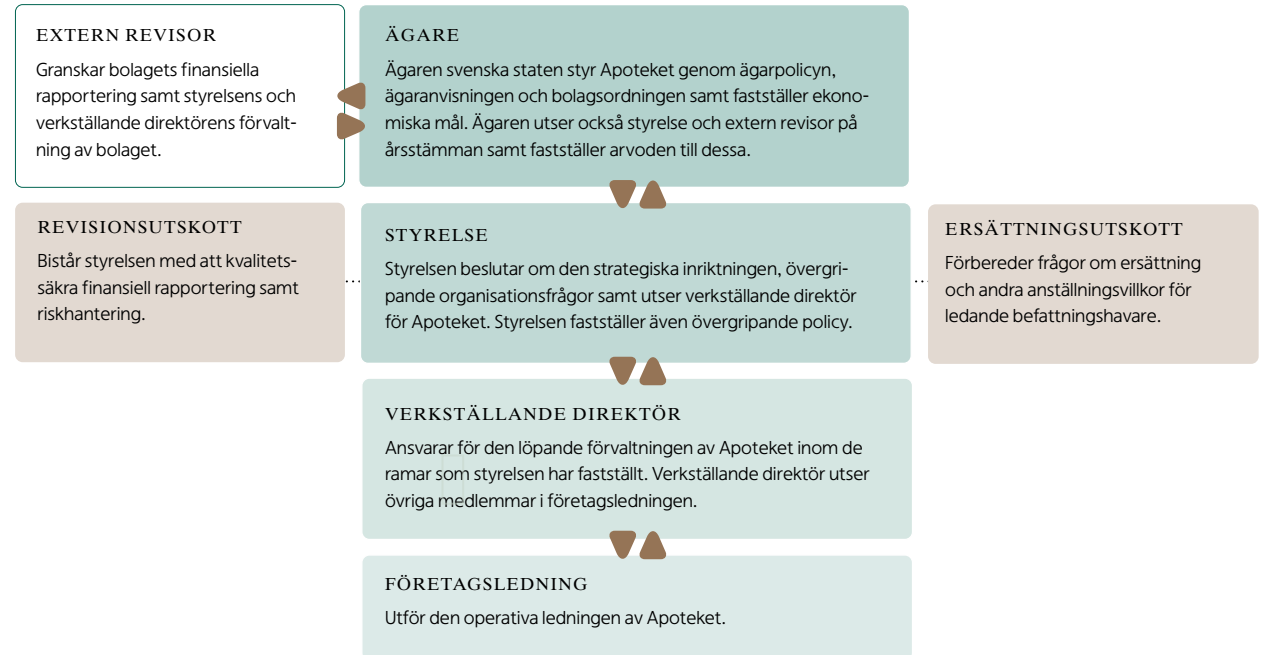 EXTERN REVISOR
Granskar bolagets finansiella
rapportering samt styrelsens och
verkställande direktörens förvalt-
ning av bolaget.
ÄGARE
Ägaren svenska staten styr Apoteket genom ägarpolicyn,
ägaranvisningen och bolagsordningen samt fastställer ekono-
miska mål. Ägaren utser också styrelse och extern revisor på
årsstämman samt fastställer arvoden till dessa.
REVISIONSUTSKOTT
Bistår styrelsen med att kvalitets-
säkra finansiell rapportering samt
riskhantering.
STYRELSE
Styrelsen beslutar om den strategiska inriktningen, övergri-
pande organisationsfrågor samt utser verkställande direktör
för Apoteket. Styrelsen fastställer även övergripande policy.
ERSÄTTNINGSUTSKOTT
Förbereder frågor om ersättning
och andra anställningsvillkor för
ledande befattningshavare.
VERKSTÄLLANDE DIREKTÖR
Ansvarar för den löpande förvaltningen av Apoteket inom de
ramar som styrelsen har fastställt. Verkställande direktör utser
övriga medlemmar i företagsledningen.
FÖRETAGSLEDNING
Utför den operativa ledningen av Apoteket.